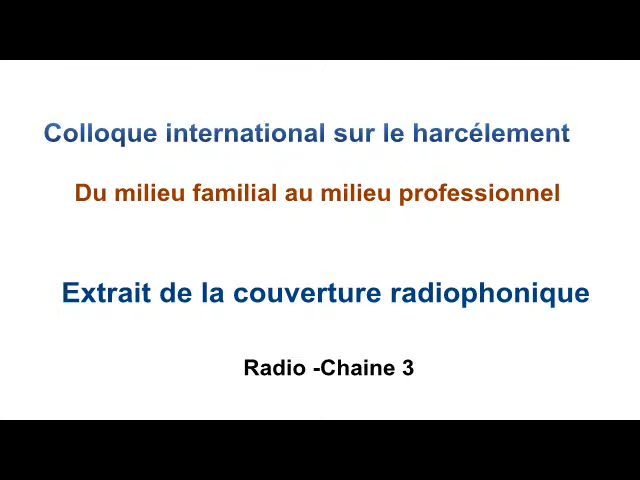 Colloque international sur le harcélement
Du milieu familial au milieu professionnel
Extrait de la couverture radiophonique
Radio -Chaine 3